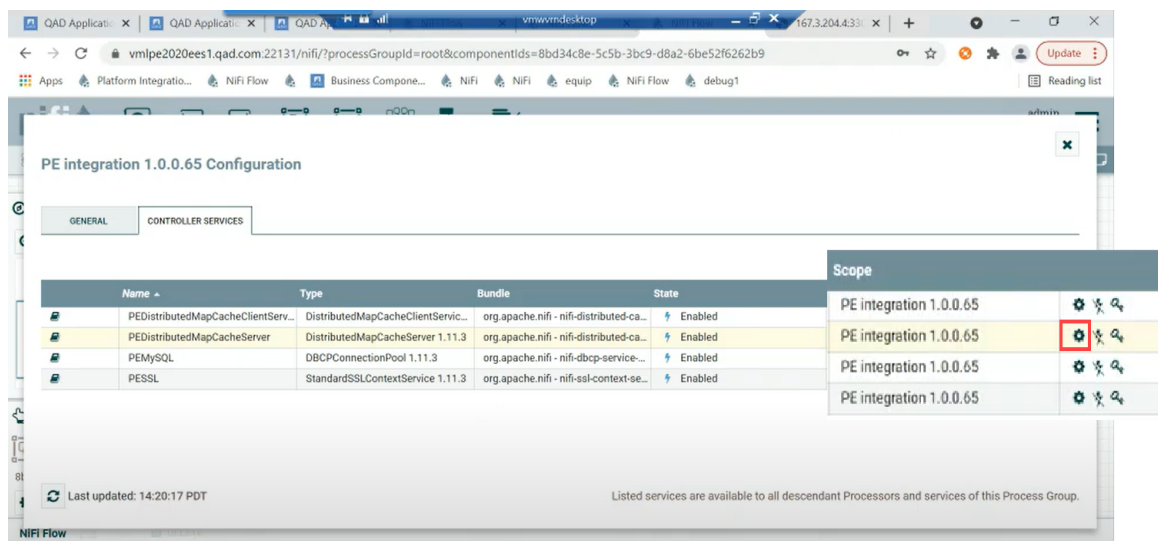 QAD Applicatic
QAD Applicatic
QAD A
vmwvmdesktop
167.3.204.4:33
Update
vmlpe2020ees1.qad.com:22131/nifi/?processGroupId=root&componentIds=8bd34c8e-5c5b-3bc9-d8a2-6be52f6262b9
Apps Platform Integratio... NiFi Flow Business Compone... NiFi NiFi equip NiFi Flow debug1 Reading list
admin
PE integration 1.0.0.65 Configuration
GENERAL CONTROLLER SERVICES
Name Type Bundle State
PEDistributedMapCacheClientServ... DistributedMapCacheClientServic... org.apache.nifi - nifi-distributed-ca... Enabled
PEDistributedMapCacheServer DistributedMapCacheServer 1.11.3 org.apache.nifi - nifi-distributed-ca... Enabled
PEMySQL DBCPConnectionPool 1.11.3 org.apache.nifi - nifi-dbcp-service-... Enabled
PESSL StandardSSLContextService 1.11.3 org.apache.nifi - nifi-ssl-context-se... Enabled
Scope
PE integration 1.0.0.65
PE integration 1.0.0.65
PE integration 1.0.0.65
PE integration 1.0.0.65
Last updated: 14:20:17 PDT
Listed services are available to all descendant Processors and services of this Process Group.
NiFi Flow